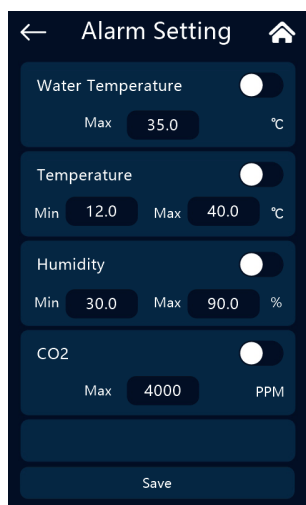 Alarm Setting
Water Temperature
Max 35.0 ℃
Temperature
Min 12.0 Max 40.0 ℃
Humidity
Min 30.0 Max 90.0 %
CO2
Max 4000 PPM
Save